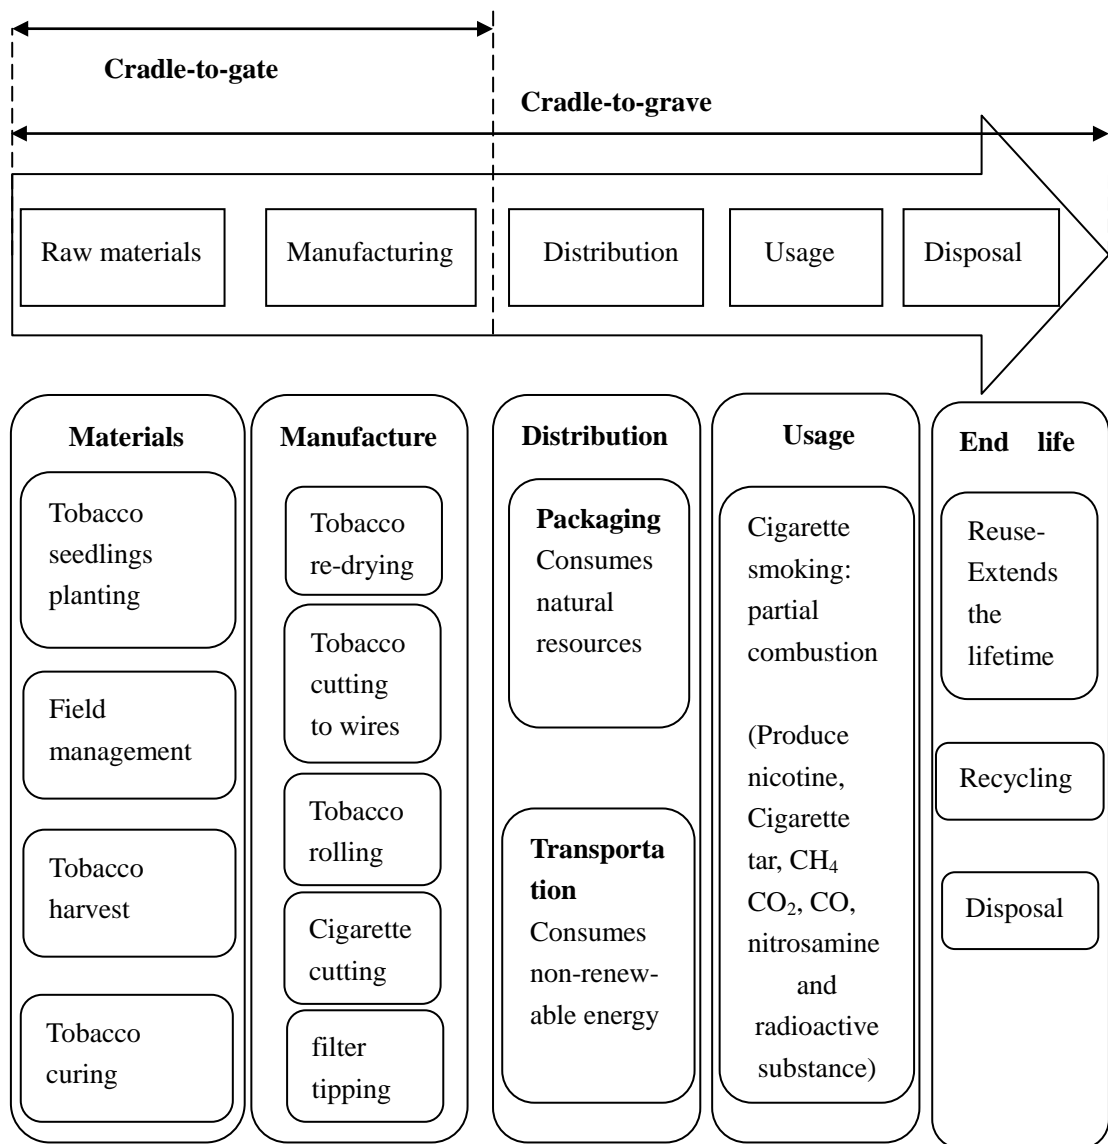 Cradle-to-gate
Cradle-to-grave
Raw materials
Manufacturing
Distribution
Usage
Disposal
Materials
Tobacco
seedlings
planting
Field
management
Tobacco
harvest
Tobacco
curing
Manufacture
Tobacco
re-drying
Tobacco
cutting
to wires
Tobacco
rolling
Cigarette
cutting
filter
tipping
Distribution
Packaging
Consumes
natural
resources
Transporta
tion
Consumes
non-renew-
able energy
Usage
Cigarette
smoking:
partial
combustion
(Produce
nicotine,
Cigarette
tar, CH₄
CO₂, CO,
nitrosamine
and
radioactive
substance)
End life
Reuse-
Extends
the
lifetime
Recycling
Disposal